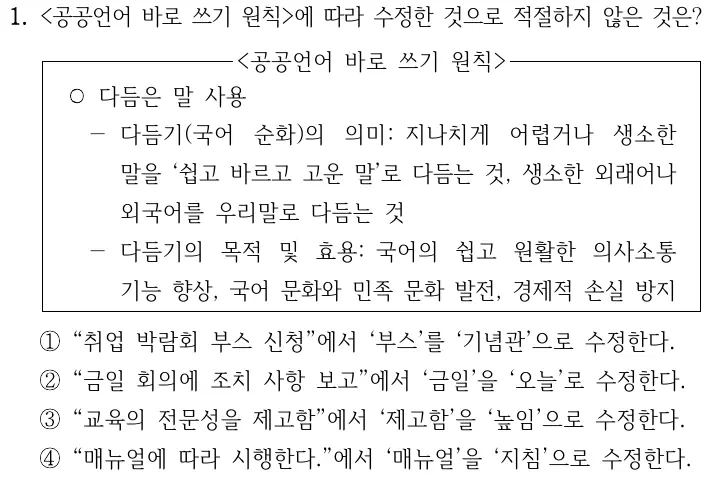 1. <공공언어 바로 쓰기 원칙>에 따라 수정한 것으로 적절하지 않은 것은?
<공공언어 바로 쓰기 원칙>
○ 다듬은 말 사용
－ 다듬기(국어 순화)의 의미: 지나치게 어렵거나 생소한
말을 ‘쉽고 바르고 고운 말’로 다듬는 것, 생소한 외래어나
외국어를 우리말로 다듬는 것
－ 다듬기의 목적 및 효용: 국어의 쉽고 원활한 의사소통
기능 향상, 국어 문화와 민족 문화 발전, 경제적 손실 방지
① “취업 박람회 부스 신청”에서 ‘부스’를 ‘기념관’으로 수정한다.
② “금일 회의에 조치 사항 보고”에서 ‘금일’을 ‘오늘’로 수정한다.
③ “교육의 전문성을 제고함”에서 ‘제고함’을 ‘높임’으로 수정한다.
④ “매뉴얼에 따라 시행한다.”에서 ‘매뉴얼’을 ‘지침’으로 수정한다.